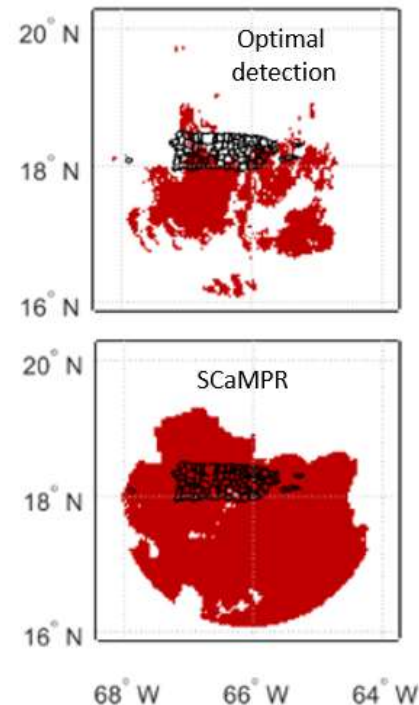 20° N
Optimal
detection
18° N
16° N
20° N
SCaMPR
18° N
16° N
68° W 66° W 64° W